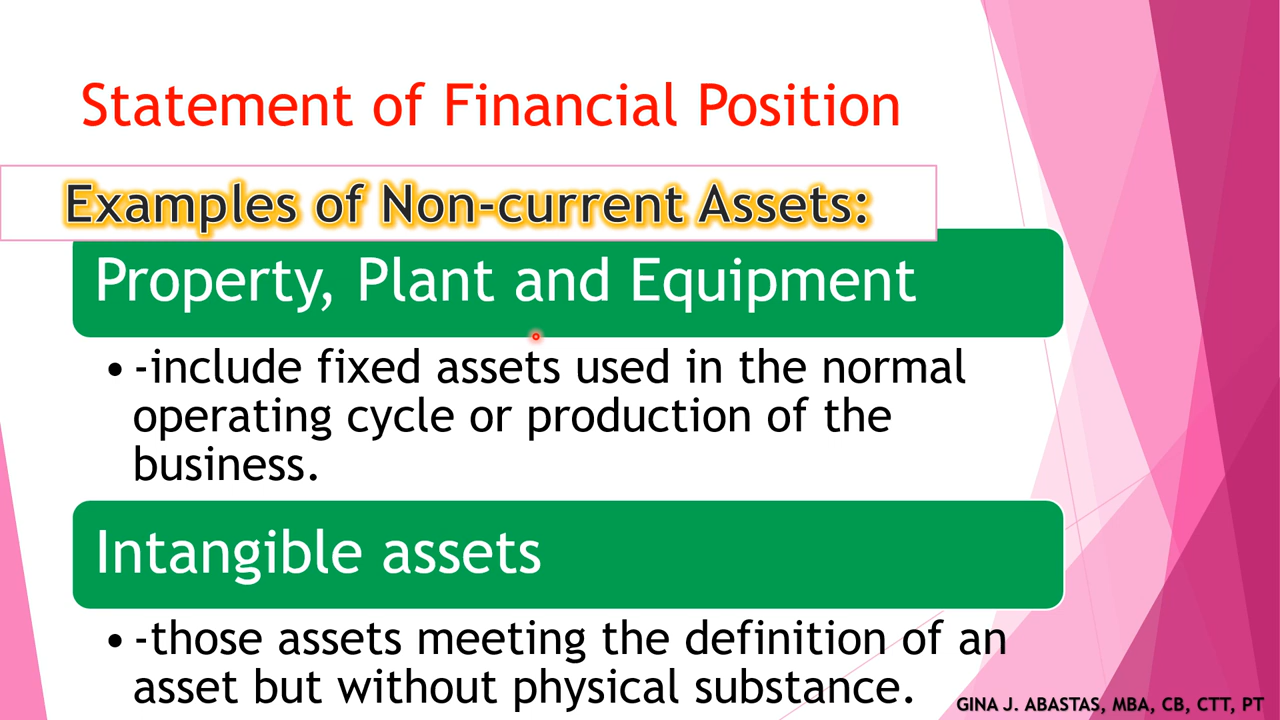 Statement of Financial Position
Examples of Non-current Assets:
Property, Plant and Equipment
• -include fixed assets used in the normal
operating cycle or production of the
business.
Intangible assets
• -those assets meeting the definition of an
asset but without physical substance.
GINA J. ABASTAS, MBA, CB, CTT, PT